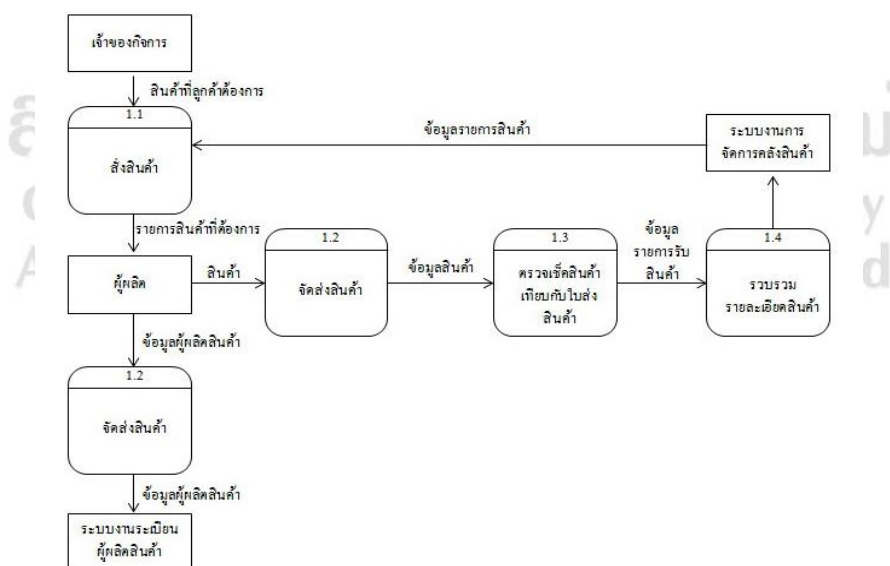 เจ้าของกิจการ
สินค้าที่ลูกค้าต้องการ
1.1
สั่งสินค้า
ข้อมูลรายการสินค้า
ระบบงานการ
จัดการคลังสินค้า
รายการสินค้าที่ต้องการ
ผู้ผลิต
สินค้า
1.2
จัดส่งสินค้า
ข้อมูลสินค้า
1.3
ตรวจเช็คสินค้า
เทียบกับใบส่ง
สินค้า
ข้อมูล
รายการรับ
สินค้า
1.4
รวบรวม
รายละเอียดสินค้า
ข้อมูลผู้ผลิตสินค้า
1.2
จัดส่งสินค้า
ข้อมูลผู้ผลิตสินค้า
ระบบงานระเบียน
ผู้ผลิตสินค้า